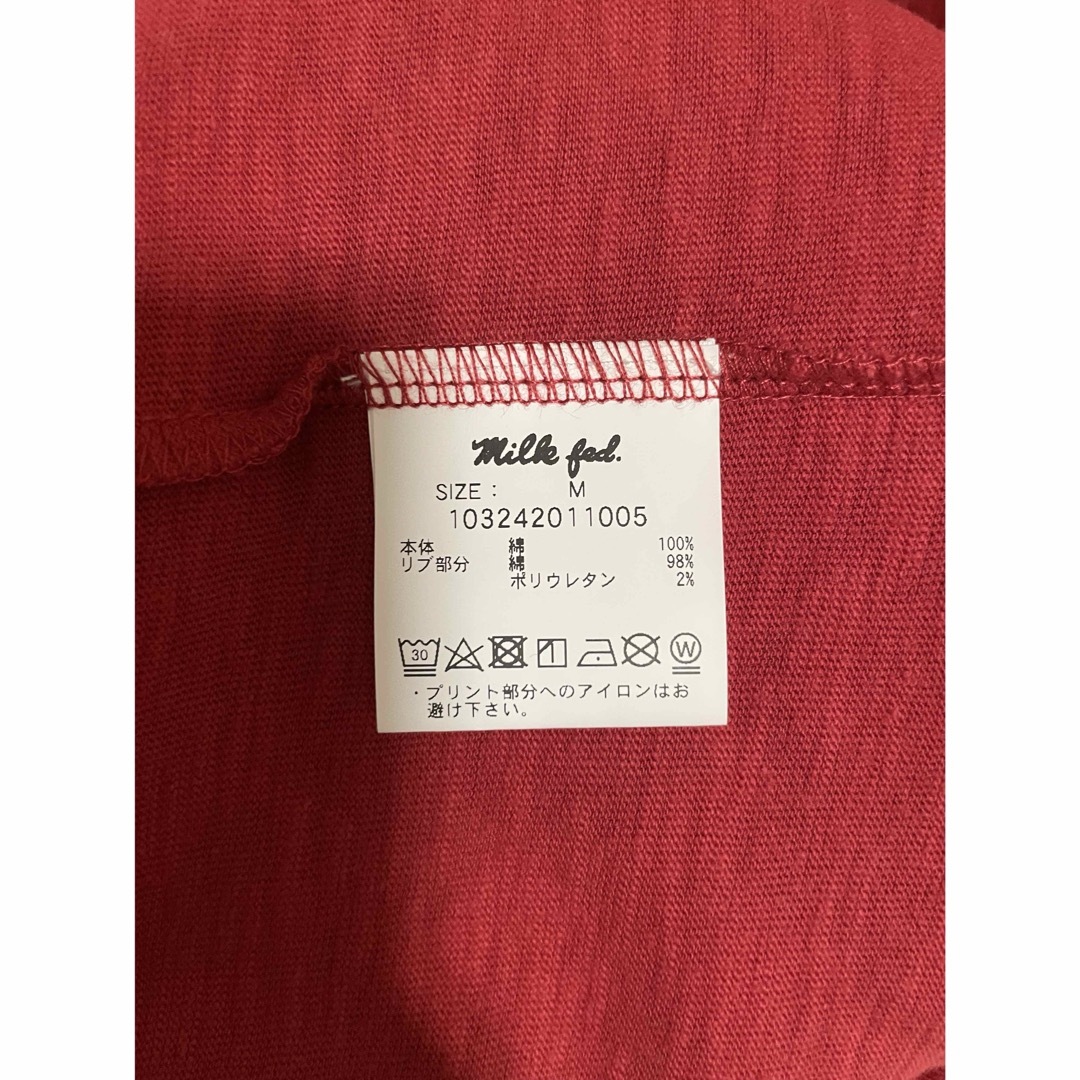 Milk fed.
SIZE : M
103242011005
本体 綿 100%
リブ部分 綿 98%
ポリウレタン 2%
30 W
・プリント部分へのアイロンはお
避け下さい。